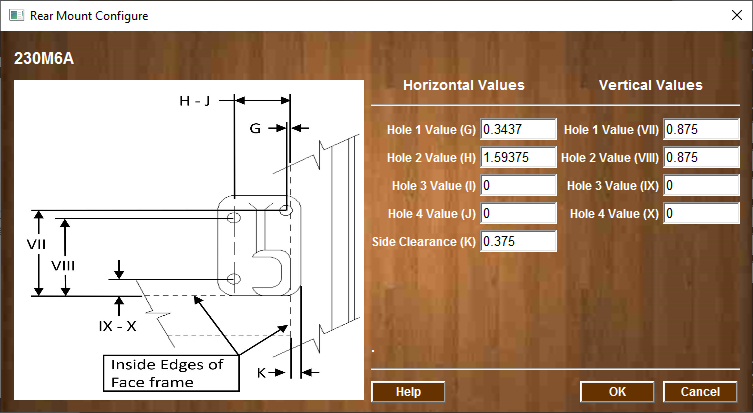 Rear Mount Configure
230M6A
H - J
G
VII
VIII
IX - X
Inside Edges of
Face frame
K
Horizontal Values
Vertical Values
Hole 1 Value (G) 0.3437
Hole 1 Value (VII) 0.875
Hole 2 Value (H) 1.59375
Hole 2 Value (VIII) 0.875
Hole 3 Value (I) 0
Hole 3 Value (IX) 0
Hole 4 Value (J) 0
Hole 4 Value (X) 0
Side Clearance (K) 0.375
.
Help
OK
Cancel